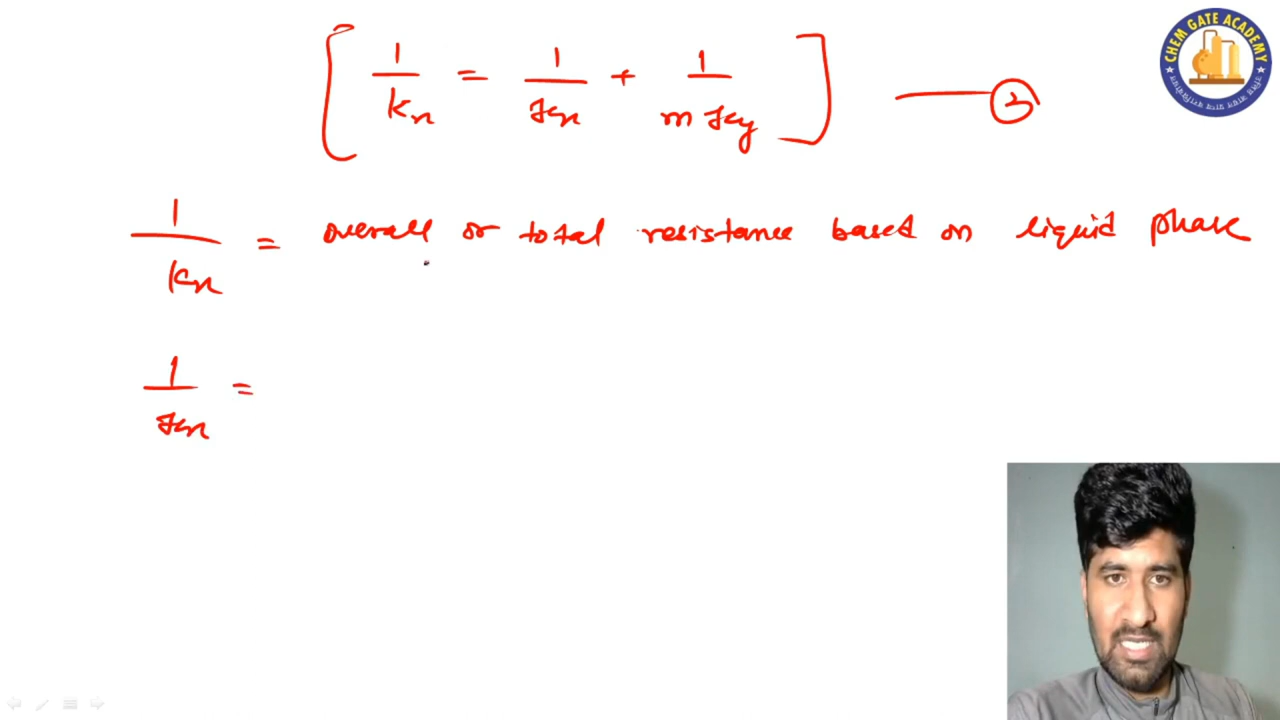 [ 1/Kx = 1/kx + 1/m ky ] —— 3
CHEM GATE ACADEMY
1/Kx = overall or total resistance based on liquid phase
1/kx =